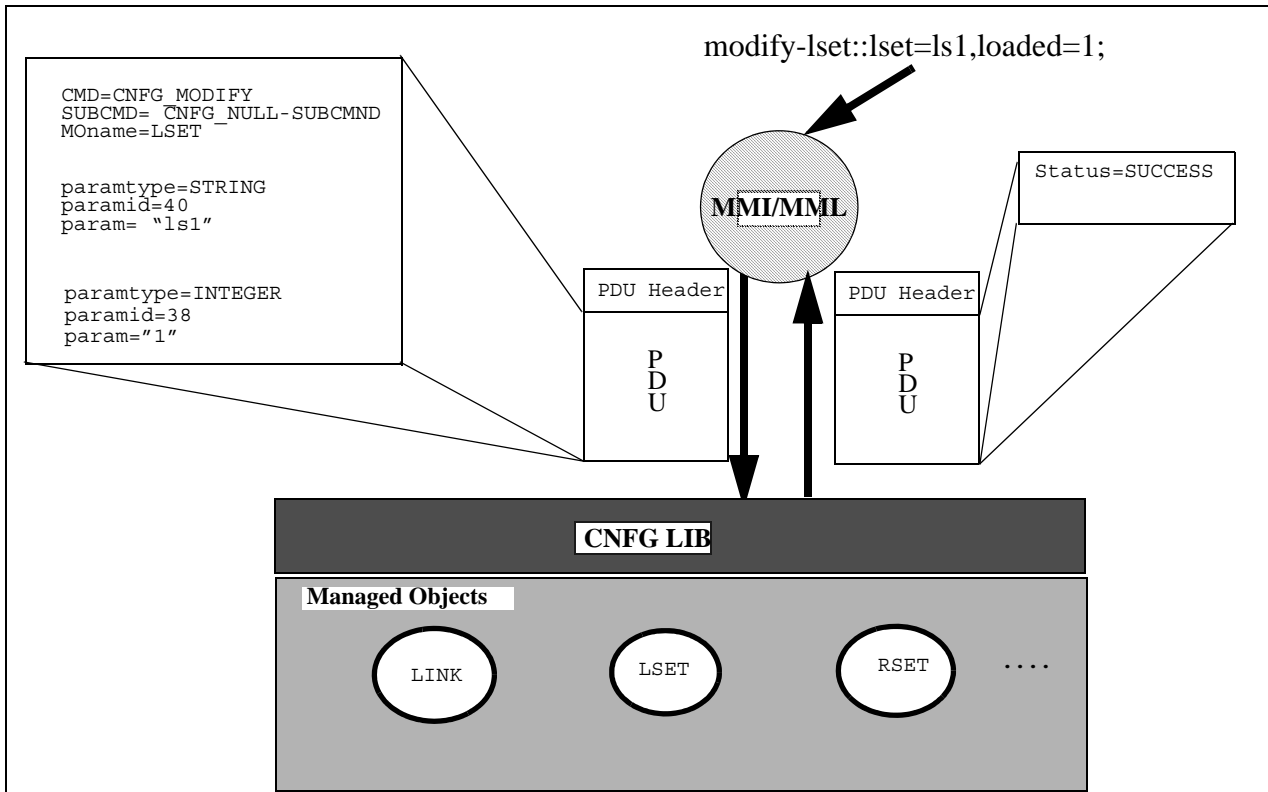 modify-lset::lset=ls1,loaded=1;
CMD=CNFG_MODIFY
SUBCMD= CNFG_NULL-SUBCMND
MOname=LSET
paramtype=STRING
paramid=40
param= “ls1”
paramtype=INTEGER
paramid=38
param=”1”
MMI/MML
Status=SUCCESS
PDU Header
P
D
U
PDU Header
P
D
U
CNFG LIB
Managed Objects
LINK
LSET
RSET
....